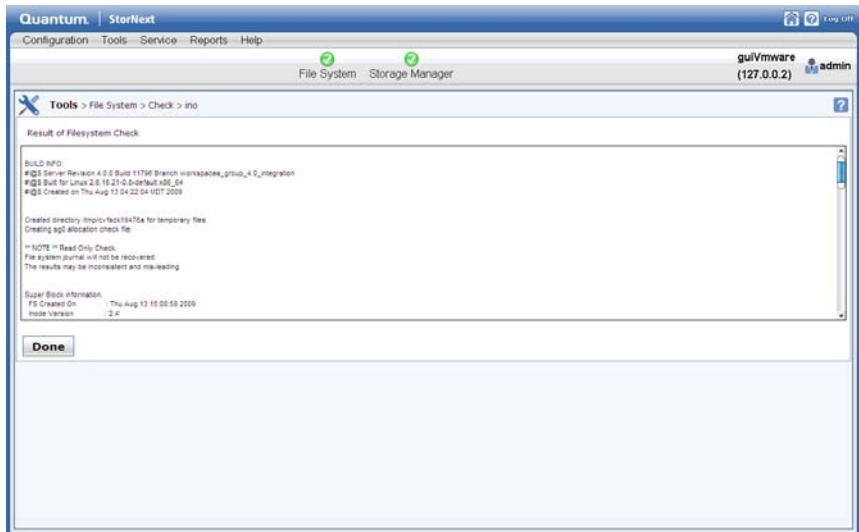 Quantum. StorNext
Log Off
Configuration Tools Service Reports Help
File System Storage Manager
guiVmware
(127.0.0.2)
admin
Tools > File System > Check > ino
Result of Filesystem Check
BUILD INFO:
#!@$ Server Revision 4.0.0 Build 11796 Branch workspaces_group_4.0_integration
#!@$ Built for Linux 2.6.16.21-0.8-default x86_64
#!@$ Created on Thu Aug 13 04:22:04 MDT 2009
Created directory for temporary files.
Creating ag0 allocation check file.
** NOTE ** Read Only Check.
File system journal will not be recovered.
The results may be inconsistent and mis-leading.
Super Block information.
FS Created On : Thu Aug 13 15:00:58 2009
Inode Version : '2.4'
Done